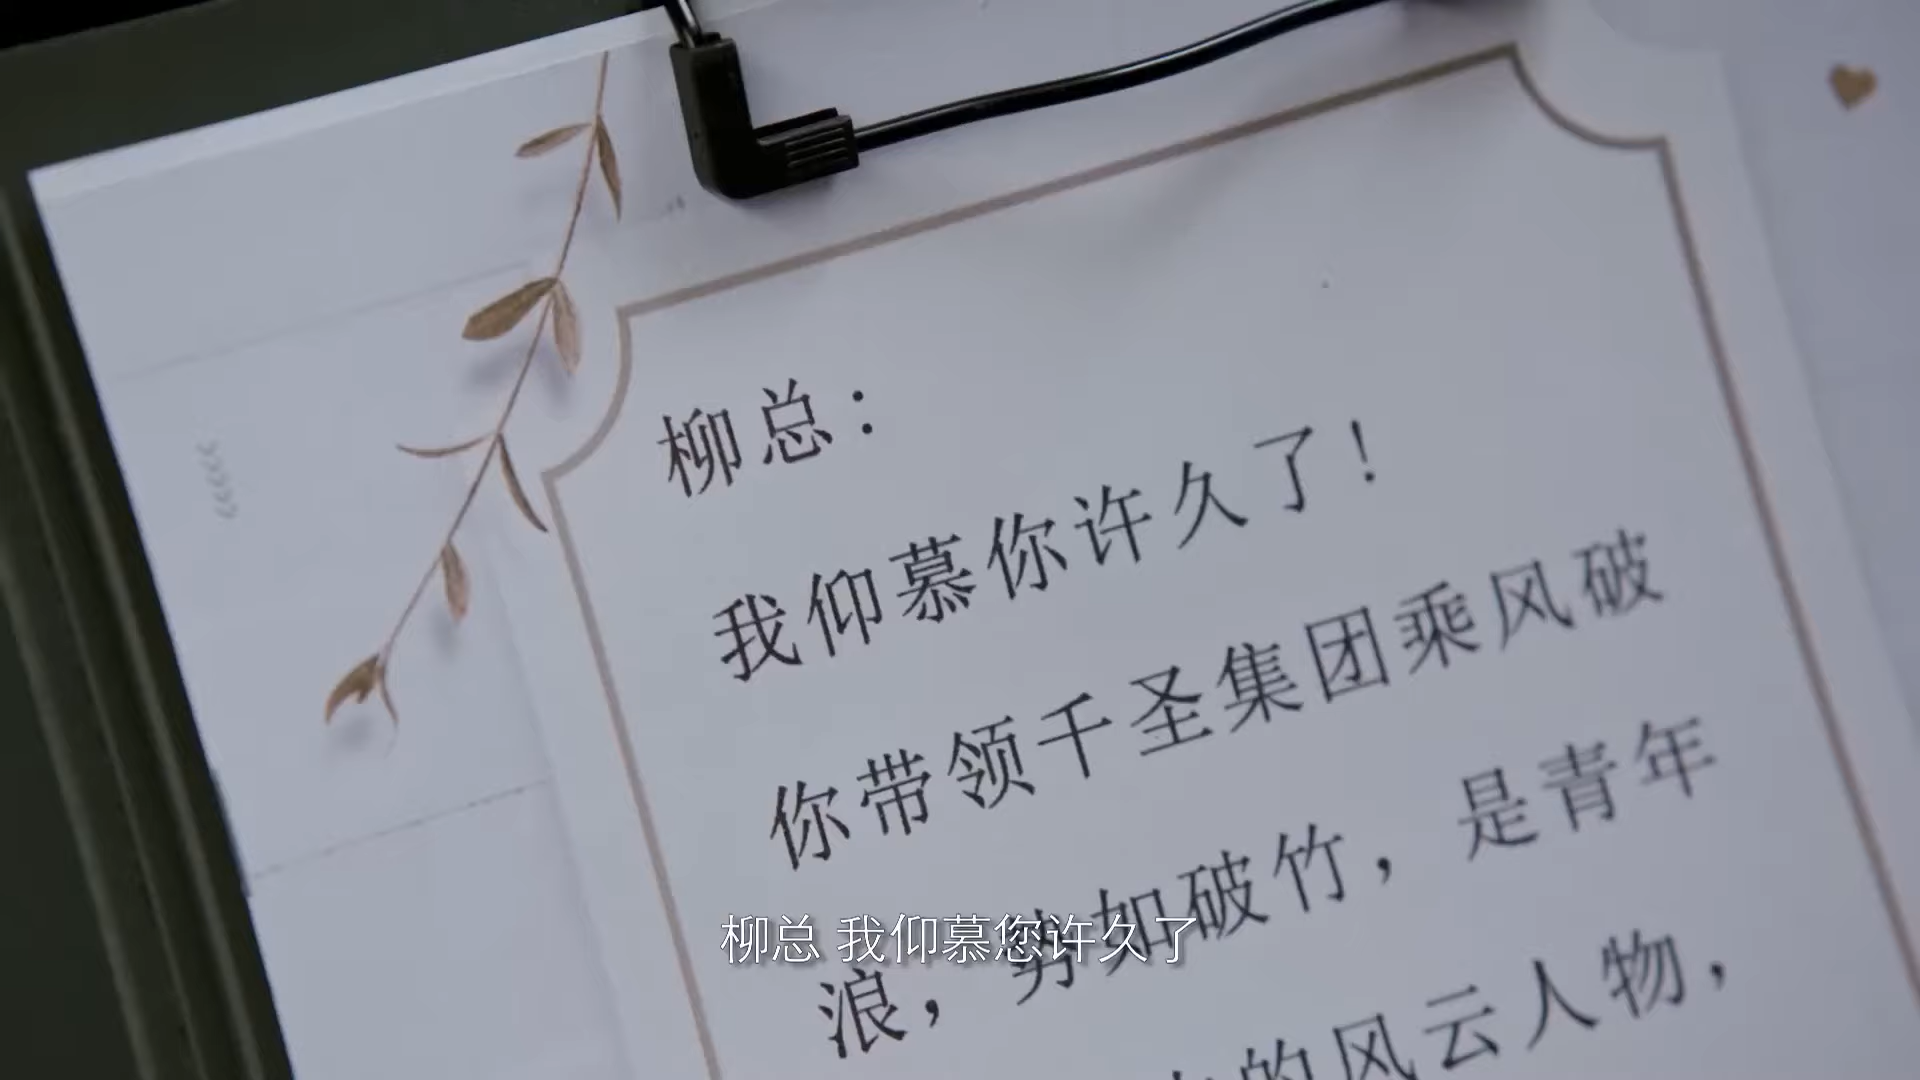 柳总：
我仰慕你许久了！
你带领千圣集团乘风破
浪，势如破竹，是青年
的风云人物，
柳总 我仰慕您许久了